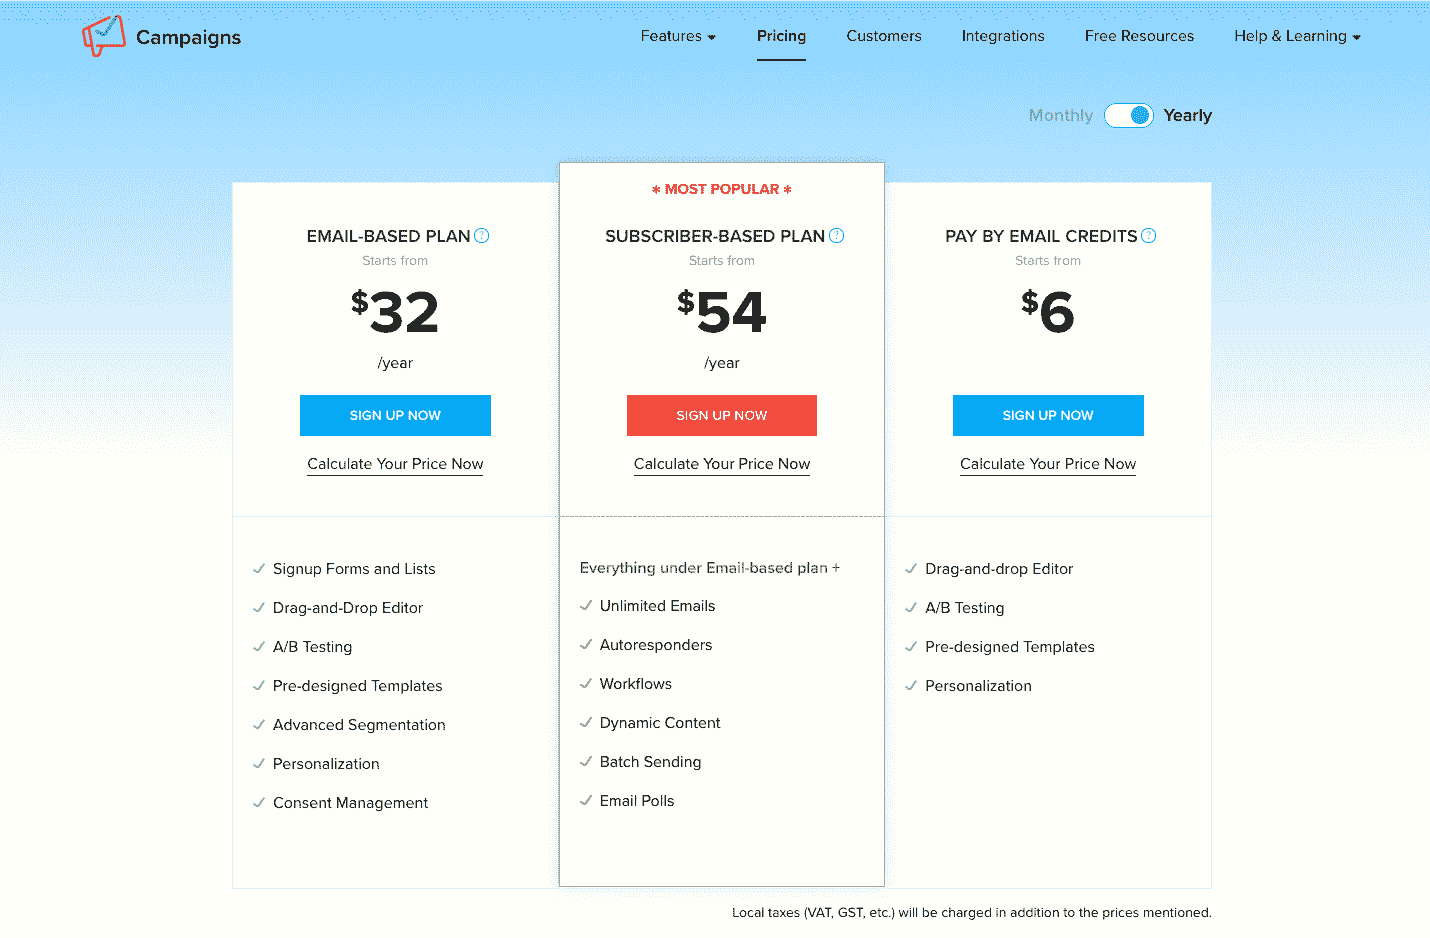 Campaigns
Features
Pricing
Customers
Integrations
Free Resources
Help & Learning
Monthly
Yearly
EMAIL-BASED PLAN ?
Starts from
$32
/year
SIGN UP NOW
Calculate Your Price Now
Signup Forms and Lists
Drag-and-Drop Editor
A/B Testing
Pre-designed Templates
Advanced Segmentation
Personalization
Consent Management
* MOST POPULAR *
SUBSCRIBER-BASED PLAN ?
Starts from
$54
/year
SIGN UP NOW
Calculate Your Price Now
Everything under Email-based plan +
Unlimited Emails
Autoresponders
Workflows
Dynamic Content
Batch Sending
Email Polls
PAY BY EMAIL CREDITS ?
Starts from
$6
SIGN UP NOW
Calculate Your Price Now
Drag-and-drop Editor
A/B Testing
Pre-designed Templates
Personalization
Local taxes (VAT, GST, etc.) will be charged in addition to the prices mentioned.